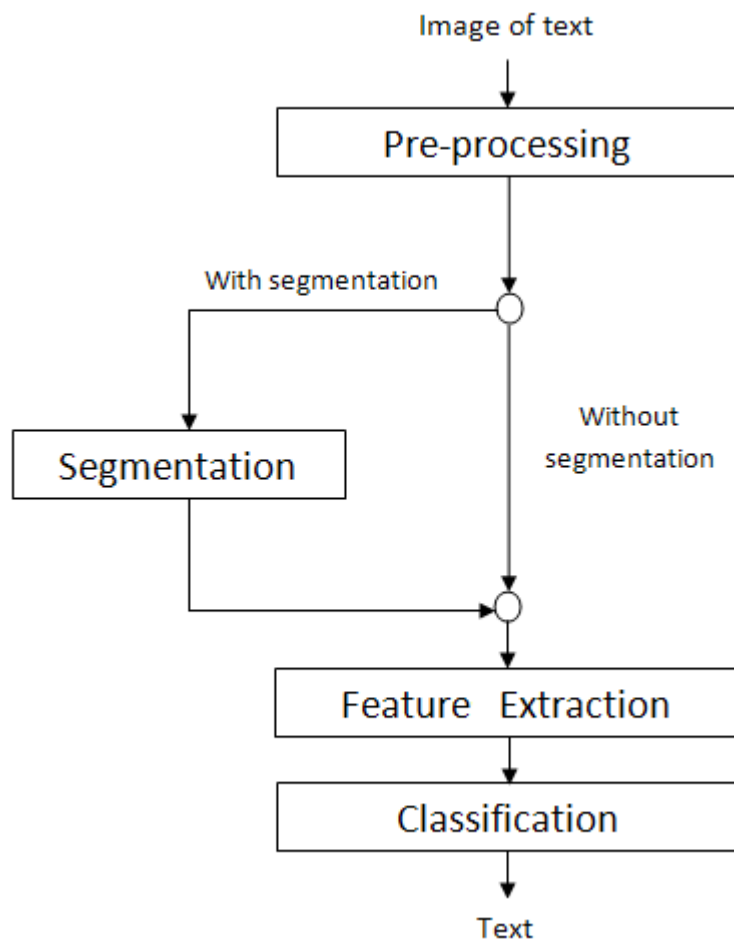 Image of text
Pre-processing
With segmentation
Without
segmentation
Segmentation
Feature Extraction
Classification
Text